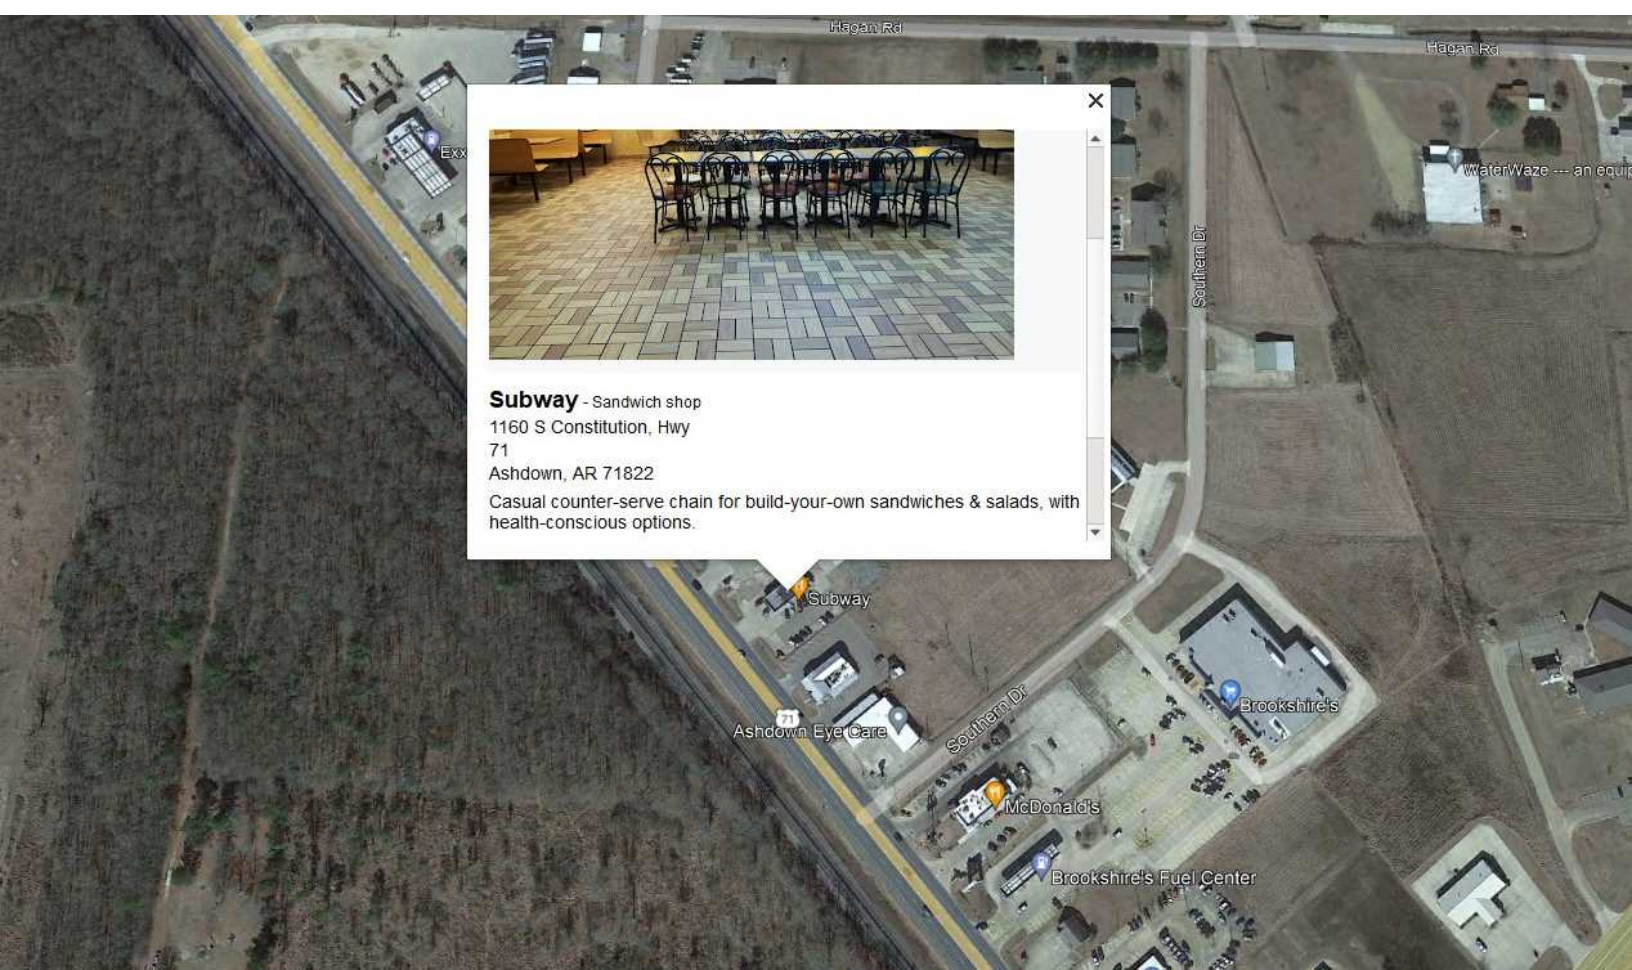 Hagan Rd
Hagan Rd
Exx
WaterWaze --- an equip
Southern Dr
Subway - Sandwich shop
1160 S Constitution, Hwy
71
Ashdown, AR 71822
Casual counter-serve chain for build-your-own sandwiches & salads, with
health-conscious options.
Subway
Brookshire's
71
Ashdown Eye Care
Southern Dr
McDonald's
Brookshire's Fuel Center